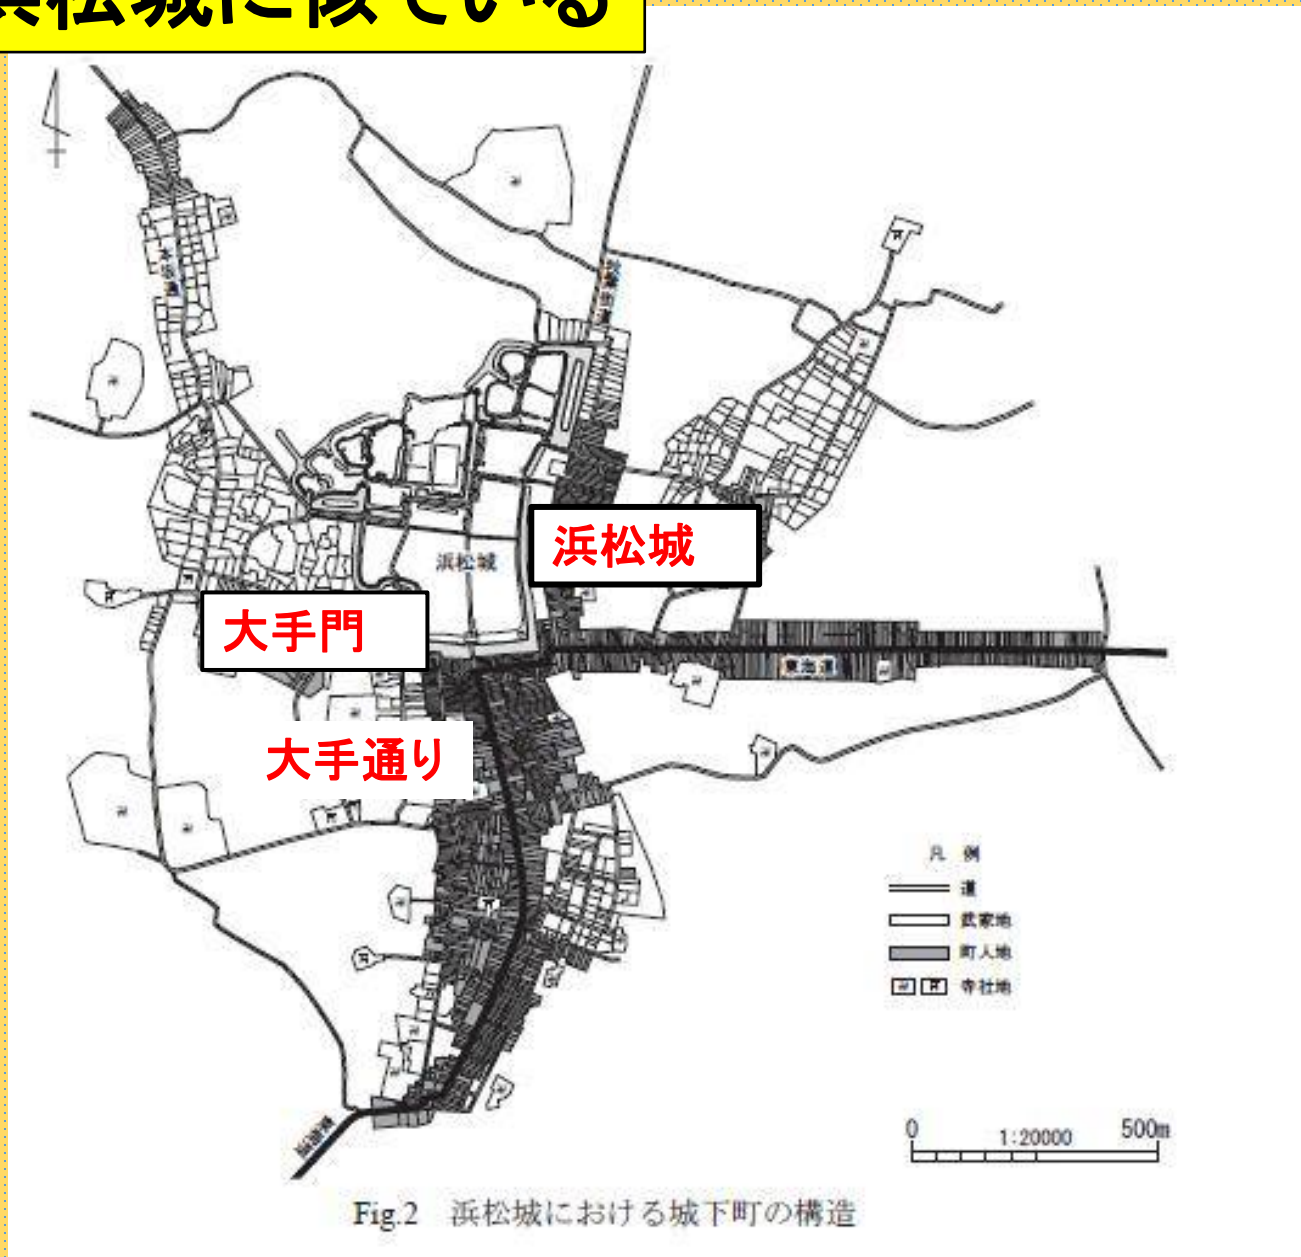 浜松城に似ている
浜松城
浜松城
大手門
東海道
大手通り
凡 例
道
武家地
町人地
寺社地
0 1:20000 500m
Fig.2 浜松城における城下町の構造